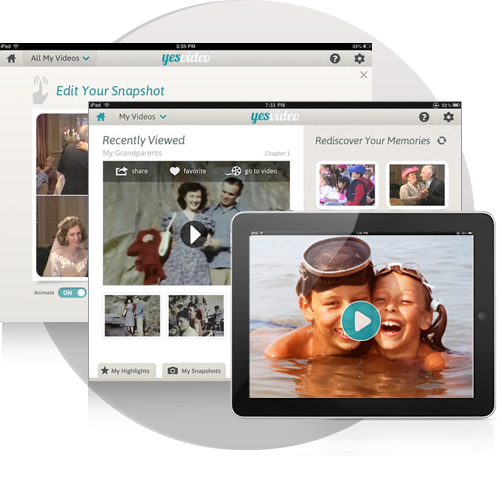 iPad 3:35 PM 35%
All My Videos yesvideo ?
Edit Your Snapshot
Animate ON
iPad 7:33 PM 63%
My Videos yesvideo ?
Recently Viewed
My Grandparents Chapter 1
share favorite go to video
My Highlights My Snapshots
Rediscover Your Memories